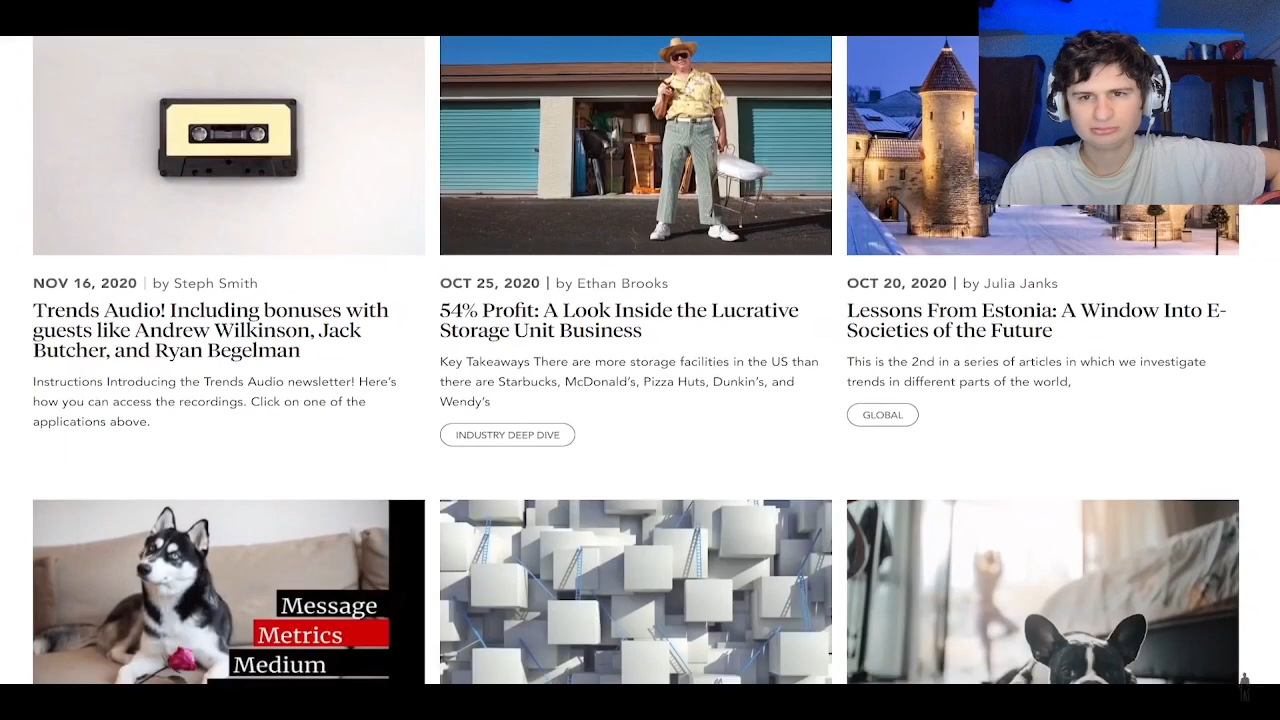 NOV 16, 2020 | by Steph Smith
Trends Audio! Including bonuses with
guests like Andrew Wilkinson, Jack
Butcher, and Ryan Begelman
Instructions Introducing the Trends Audio newsletter! Here's
how you can access the recordings. Click on one of the
applications above.
OCT 25, 2020 | by Ethan Brooks
54% Profit: A Look Inside the Lucrative
Storage Unit Business
Key Takeaways There are more storage facilities in the US than
there are Starbucks, McDonald's, Pizza Huts, Dunkin's, and
Wendy's
INDUSTRY DEEP DIVE
OCT 20, 2020 | by Julia Janks
Lessons From Estonia: A Window Into E-
Societies of the Future
This is the 2nd in a series of articles in which we investigate
trends in different parts of the world,
GLOBAL
Message
Metrics
Medium